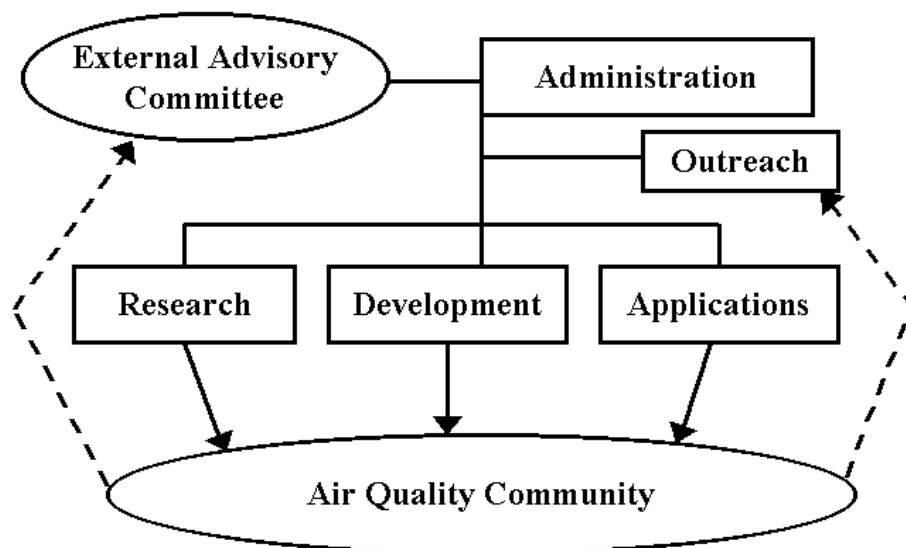 External Advisory
Committee
Administration
Outreach
Research
Development
Applications
Air Quality Community